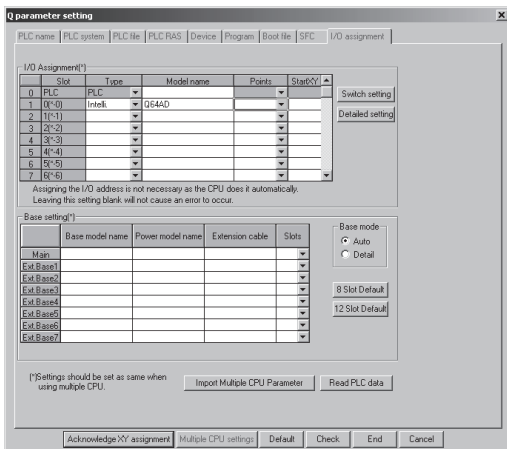 Q parameter setting
PLC name PLC system PLC file PLC RAS Device Program Boot file SFC I/O assignment
I/O Assignment(*)
Slot Type Model name Points StartXY
0 PLC PLC
1 0(*-0) Intelli. Q64AD
2 1(*-1)
3 2(*-2)
4 3(*-3)
5 4(*-4)
6 5(*-5)
7 6(*-6)
Switch setting
Detailed setting
Assigning the I/O address is not necessary as the CPU does it automatically.
Leaving this setting blank will not cause an error to occur.
Base setting(*)
Base model name Power model name Extension cable Slots
Main
Ext.Base1
Ext.Base2
Ext.Base3
Ext.Base4
Ext.Base5
Ext.Base6
Ext.Base7
Base mode
Auto
Detail
8 Slot Default
12 Slot Default
(*)Settings should be set as same when
using multiple CPU.
Import Multiple CPU Parameter Read PLC data
Acknowledge XY assignment Multiple CPU settings Default Check End Cancel